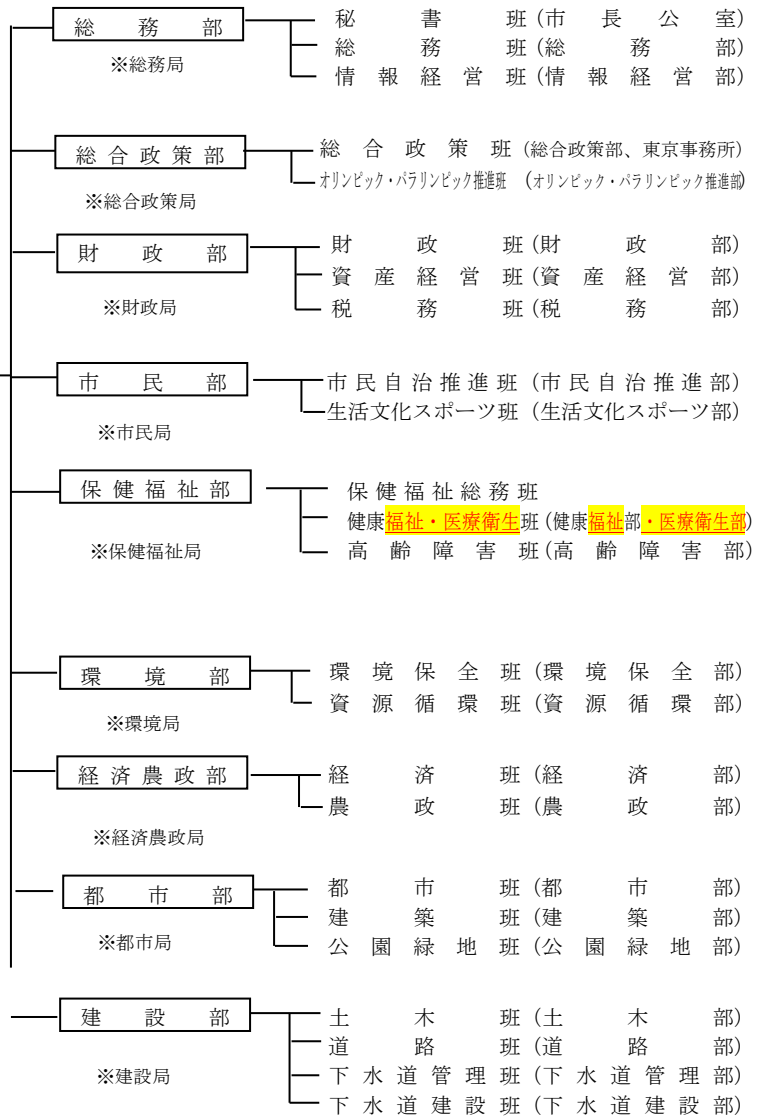 総務部
秘書班(市長公室)
総務班(総務部)
※総務局
情報経営班(情報経営部)
総合政策部
総合政策班(総合政策部、東京事務所)
オリンピック・パラリンピック推進班(オリンピック・パラリンピック推進部)
※総合政策局
財政部
財政班(財政部)
資産経営班(資産経営部)
※財政局
税務班(税務部)
市民部
市民自治推進班(市民自治推進部)
生活文化スポーツ班(生活文化スポーツ部)
※市民局
保健福祉部
保健福祉総務班
健康福祉・医療衛生班(健康福祉部・医療衛生部)
※保健福祉局
高齢障害班(高齢障害部)
環境部
環境保全班(環境保全部)
資源循環班(資源循環部)
※環境局
経済農政部
経済班(経済部)
農政班(農政部)
※経済農政局
都市部
都市班(都市部)
建築班(建築部)
※都市局
公園緑地班(公園緑地部)
建設部
土木班(土木部)
道路班(道路部)
※建設局
下水道管理班(下水道管理部)
下水道建設班(下水道建設部)